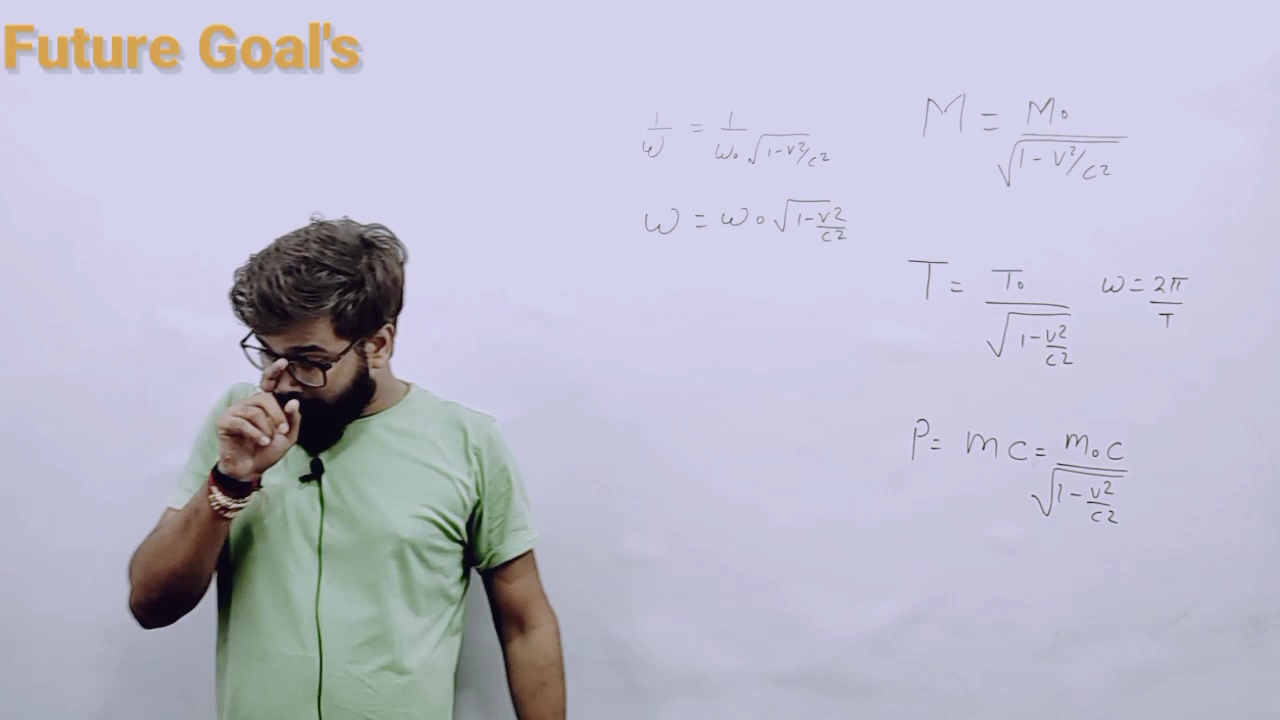 Future Goal's
1/ω = 1/(ω₀ √(1-v²/c²))
ω = ω₀ √(1-v²/c²)
M = M₀/√(1-v²/c²)
T = T₀/√(1-v²/c²) ω = 2π/T
P = mc = m₀c/√(1-v²/c²)